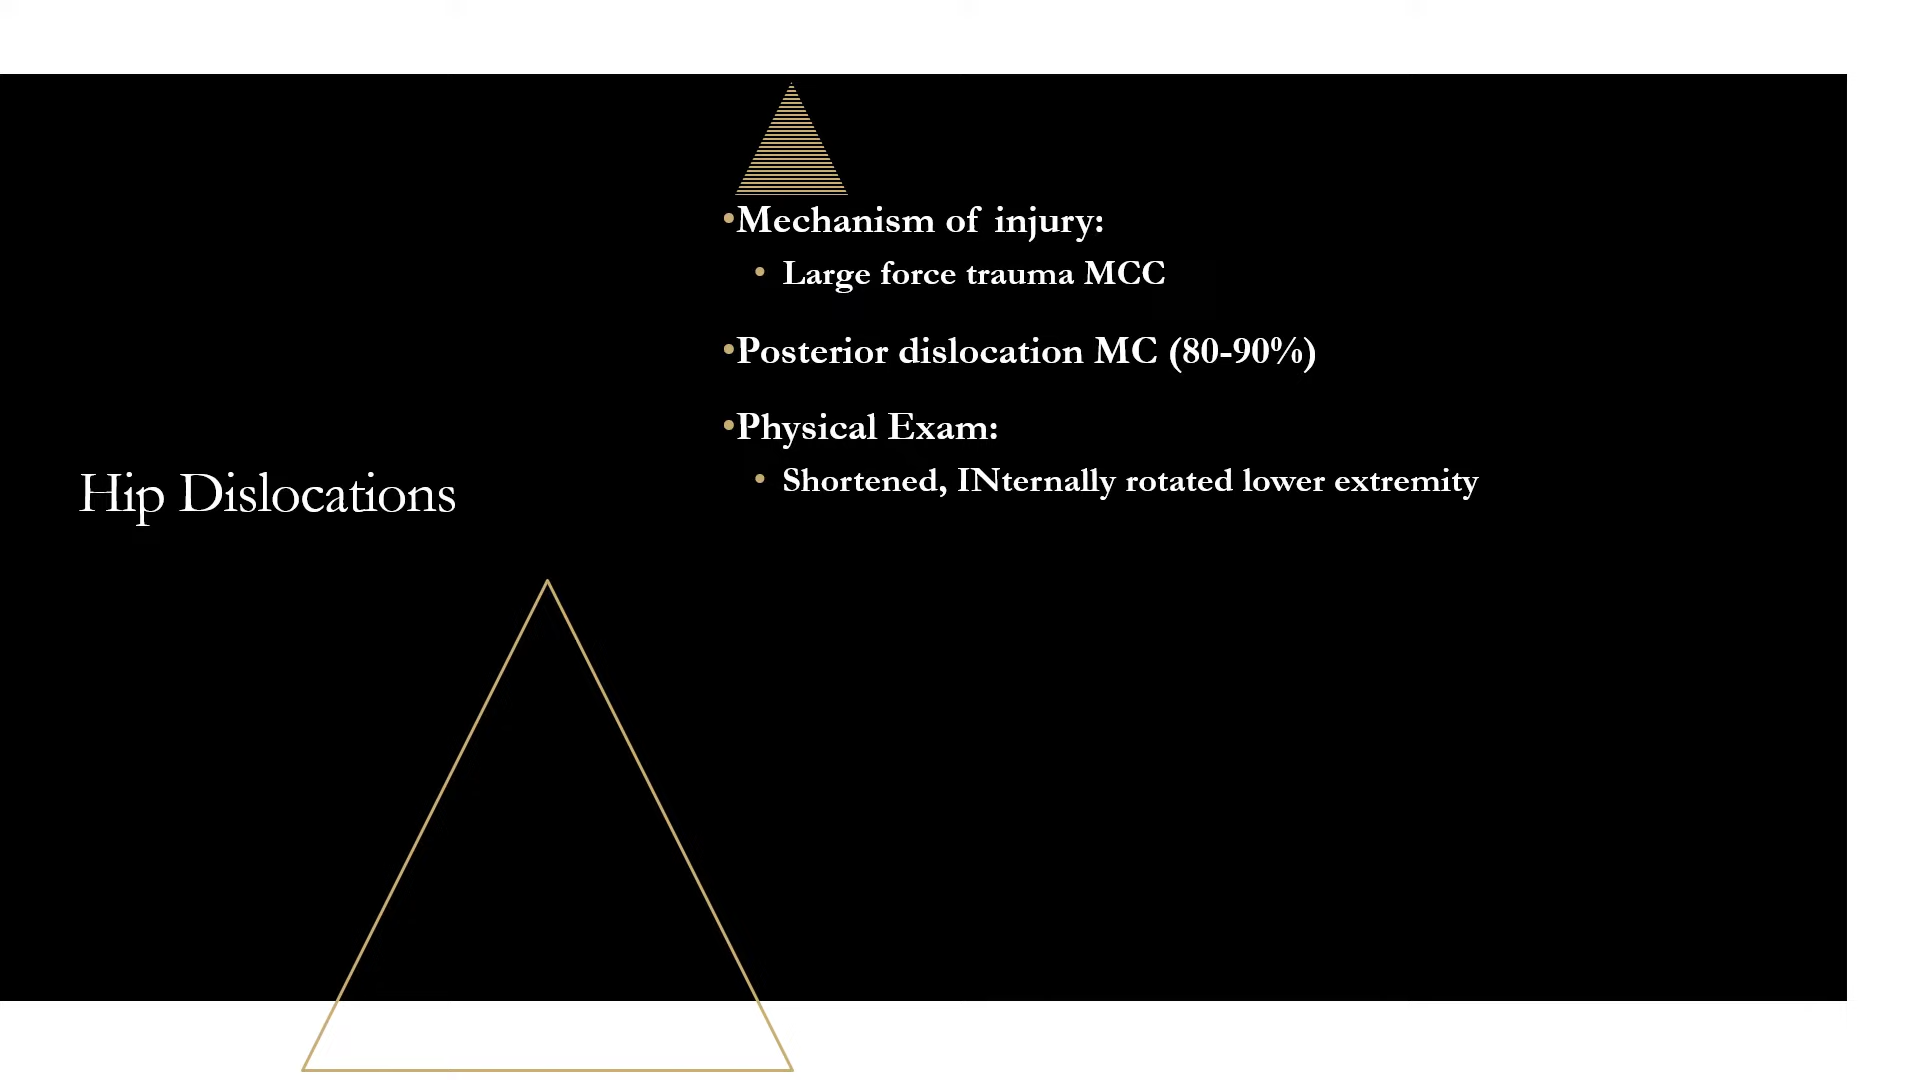 Hip Dislocations
•Mechanism of injury:
• Large force trauma MCC
•Posterior dislocation MC (80-90%)
•Physical Exam:
• Shortened, INternally rotated lower extremity